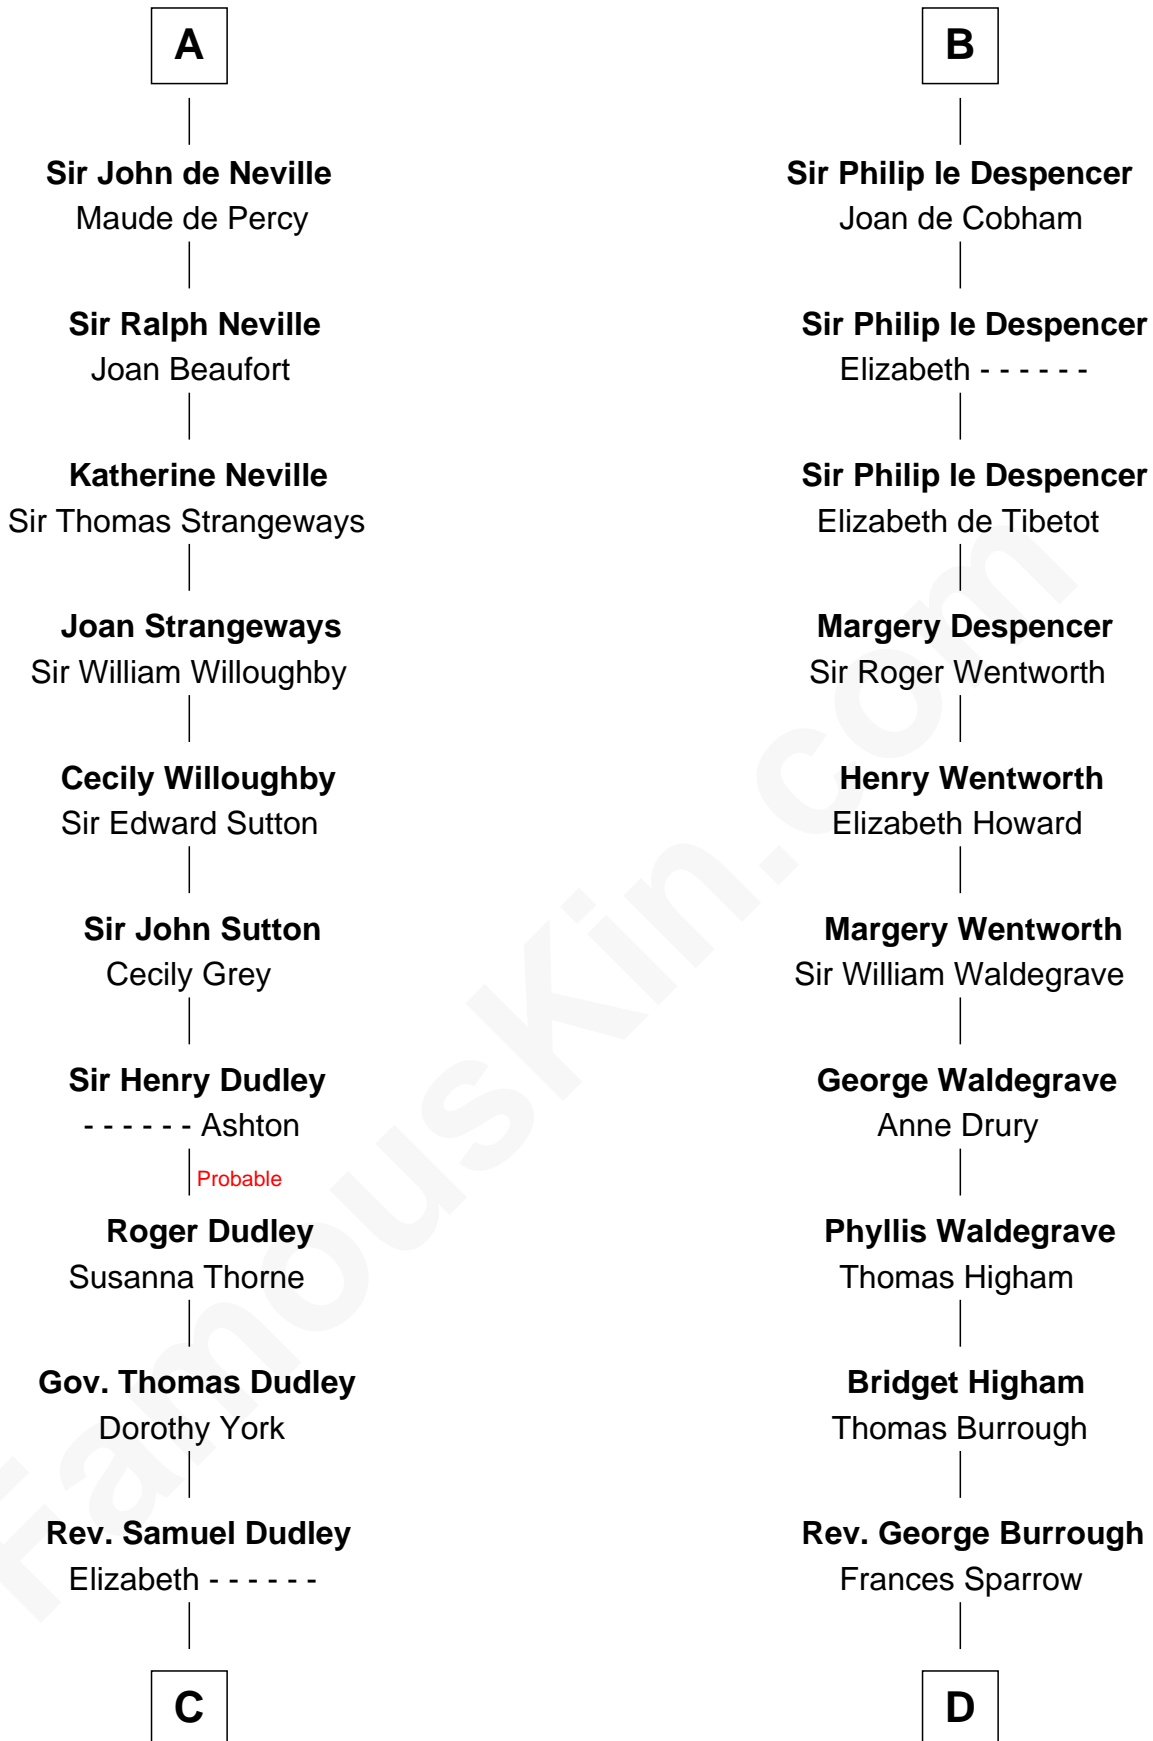 A
Sir John de Neville
Maude de Percy
Sir Ralph Neville
Joan Beaufort
Katherine Neville
Sir Thomas Strangeways
Joan Strangeways
Sir William Willoughby
Cecily Willoughby
Sir Edward Sutton
Sir John Sutton
Cecily Grey
Sir Henry Dudley
- - - - - - Ashton
Probable
Roger Dudley
Susanna Thorne
Gov. Thomas Dudley
Dorothy York
Rev. Samuel Dudley
Elizabeth - - - - - -
C
B
Sir Philip le Despencer
Joan de Cobham
Sir Philip le Despencer
Elizabeth - - - - - -
Sir Philip le Despencer
Elizabeth de Tibetot
Margery Despencer
Sir Roger Wentworth
Henry Wentworth
Elizabeth Howard
Margery Wentworth
Sir William Waldegrave
George Waldegrave
Anne Drury
Phyllis Waldegrave
Thomas Higham
Bridget Higham
Thomas Burrough
Rev. George Burrough
Frances Sparrow
D
FamousKin.com